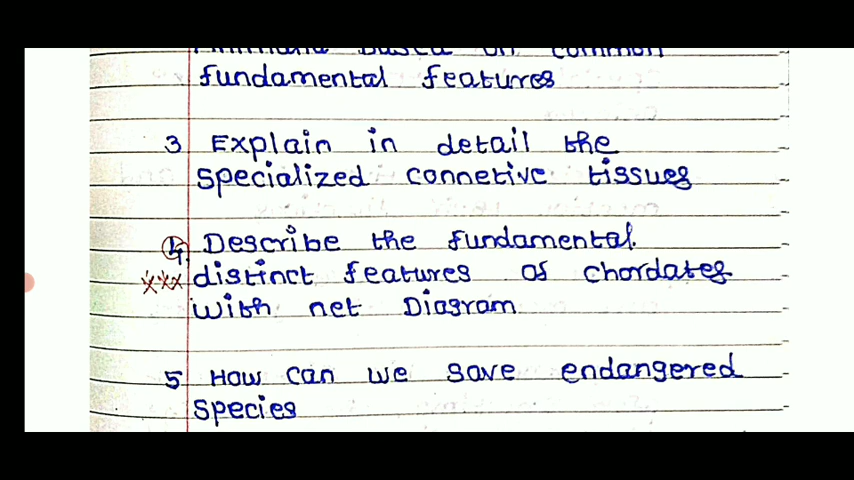 fundamental features
3 Explain in detail the
specialized connetive tissues
4. Describe the fundamental.
distinct features of chordates
with net Diagram
5 How can we save endangered
species